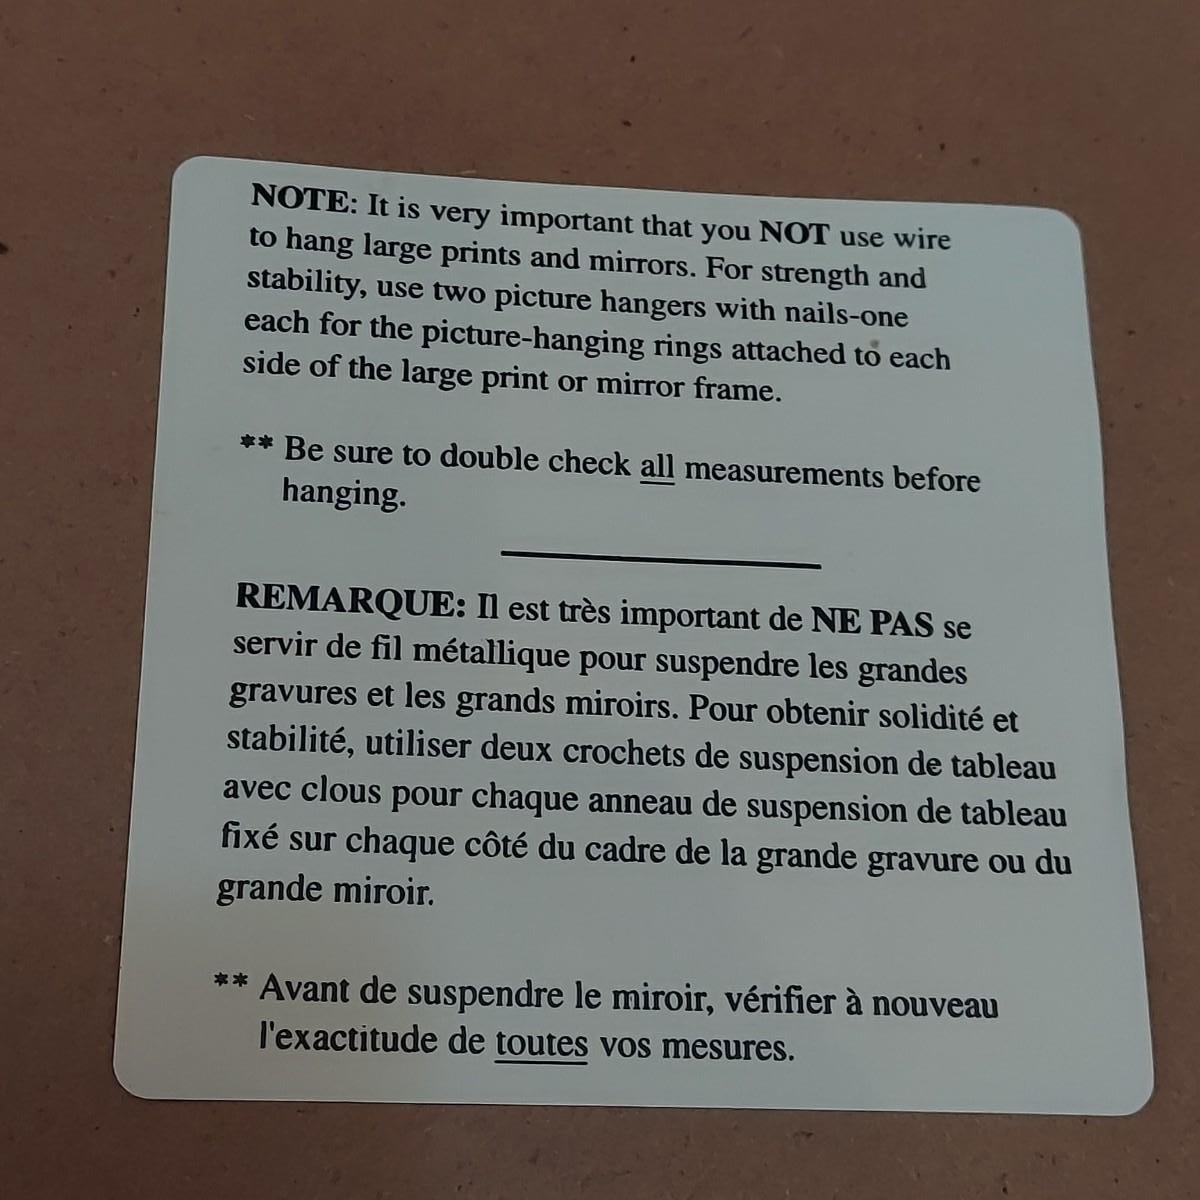 NOTE: It is very important that you NOT use wire
to hang large prints and mirrors. For strength and
stability, use two picture hangers with nails-one
each for the picture-hanging rings attached to each
side of the large print or mirror frame.
** Be sure to double check all measurements before
hanging.
REMARQUE: Il est très important de NE PAS se
servir de fil métallique pour suspendre les grandes
gravures et les grands miroirs. Pour obtenir solidité et
stabilité, utiliser deux crochets de suspension de tableau
avec clous pour chaque anneau de suspension de tableau
fixé sur chaque côté du cadre de la grande gravure ou du
grande miroir.
** Avant de suspendre le miroir, vérifier à nouveau
l'exactitude de toutes vos mesures.